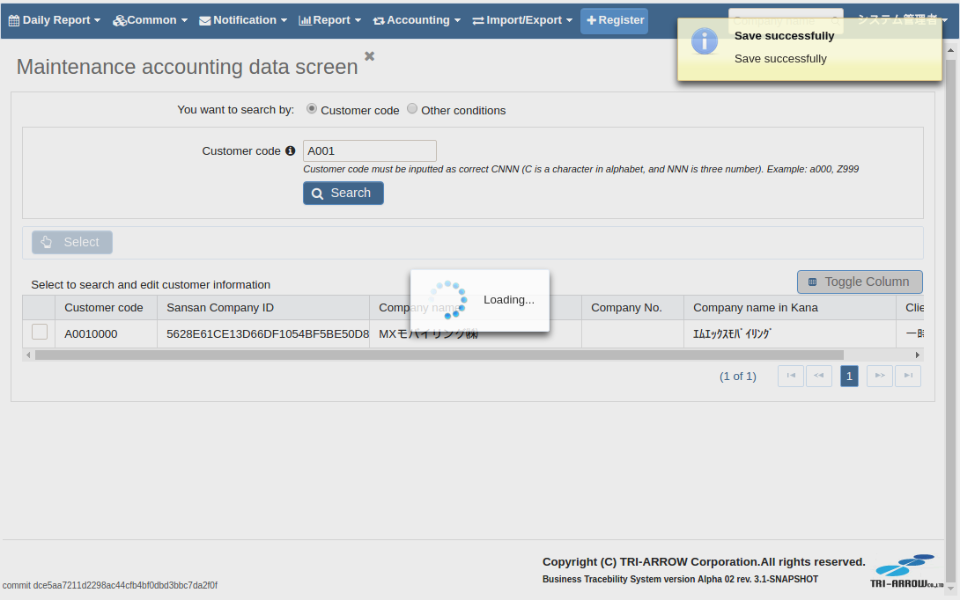 Daily Report Common Notification Report Accounting Import/Export Register システム管理者
Save successfully
Save successfully
Maintenance accounting data screen
You want to search by: Customer code Other conditions
Customer code A001
Customer code must be inputted as correct CNNN (C is a character in alphabet, and NNN is three number). Example: a000, Z999
Search
Select
Select to search and edit customer information
Toggle Column
Loading...
Customer code Sansan Company ID Company name Company No. Company name in Kana Clie
A0010000 5628E61CE13D66DF1054BF5BE50D8 MXモバイリング㈱ ｴﾑｴｯｸｽﾓﾊﾞｲﾘﾝｸﾞ 一時
(1 of 1) 1
Copyright (C) TRI-ARROW Corporation.All rights reserved.
Business Tracebility System version Alpha 02 rev. 3.1-SNAPSHOT
TRI-ARROW CO.,LTD
commit dce5aa7211d2298ac44cfb4bf0dbd3bbc7da2f0f